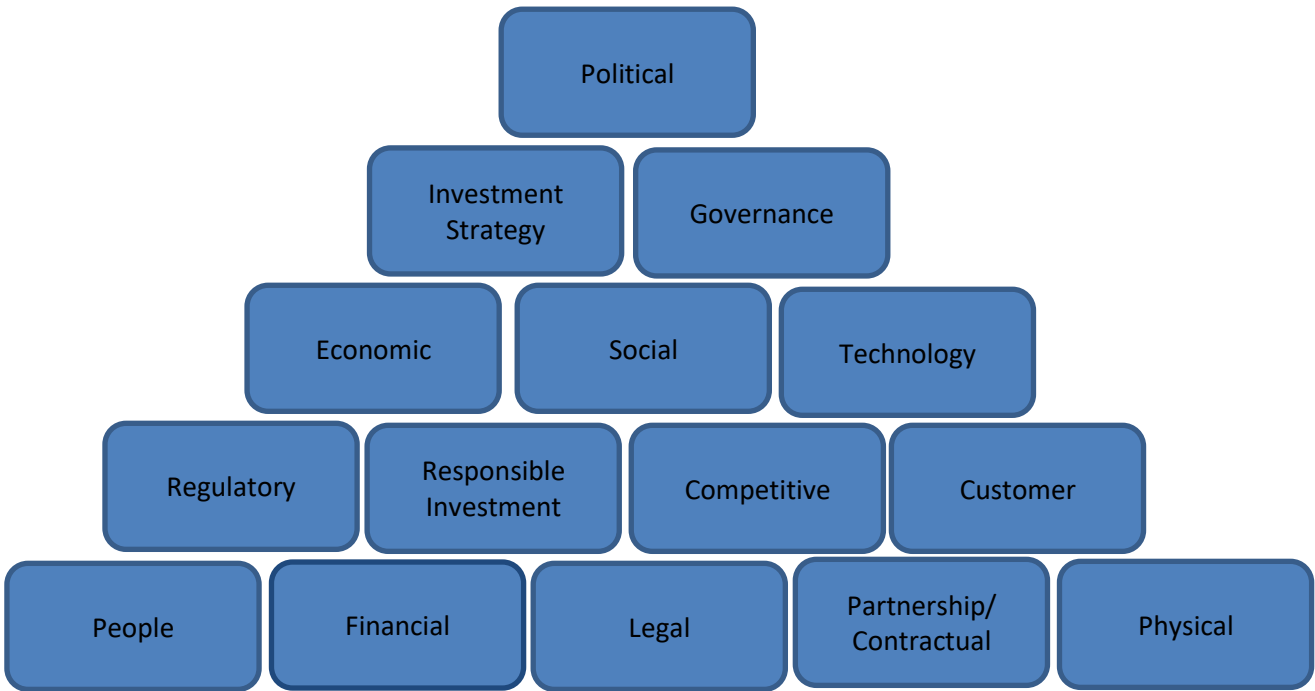 Political
Investment
Strategy
Governance
Economic
Social
Technology
Regulatory
Responsible
Investment
Competitive
Customer
People
Financial
Legal
Partnership/
Contractual
Physical